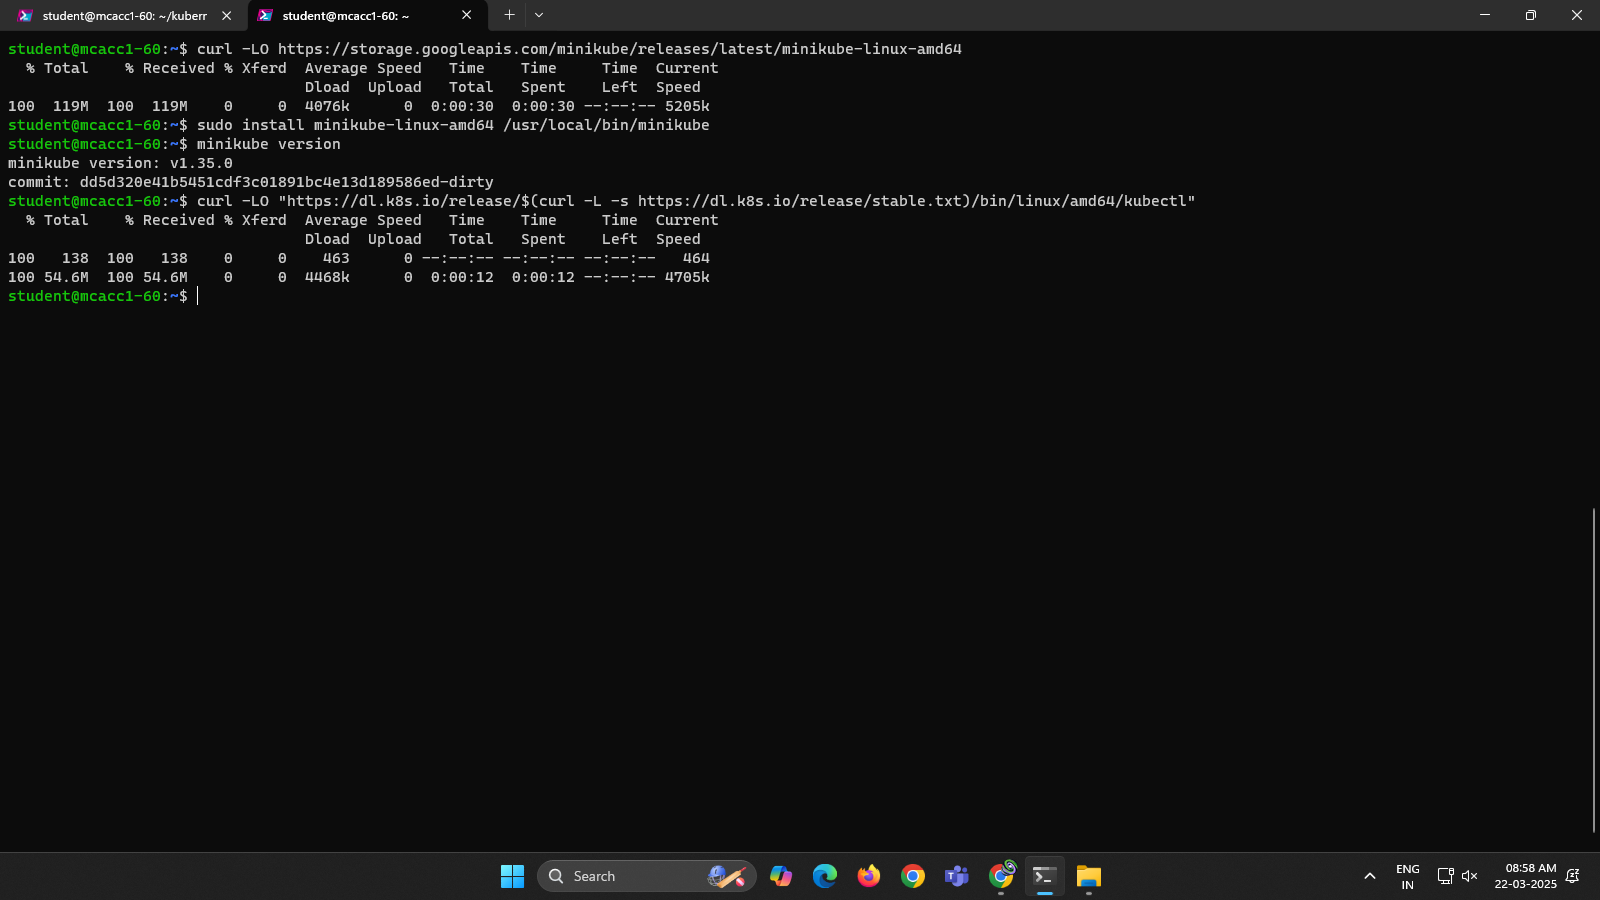 student@mcacc1-60: ~/kuberr
student@mcacc1-60: ~
student@mcacc1-60:~$ curl -LO https://storage.googleapis.com/minikube/releases/latest/minikube-linux-amd64
  % Total    % Received % Xferd  Average Speed   Time    Time     Time  Current
                                 Dload  Upload   Total   Spent    Left  Speed
100  119M  100  119M    0     0  4076k      0  0:00:30  0:00:30 --:--:-- 5205k
student@mcacc1-60:~$ sudo install minikube-linux-amd64 /usr/local/bin/minikube
student@mcacc1-60:~$ minikube version
minikube version: v1.35.0
commit: dd5d320e41b5451cdf3c01891bc4e13d189586ed-dirty
student@mcacc1-60:~$ curl -LO "https://dl.k8s.io/release/$(curl -L -s https://dl.k8s.io/release/stable.txt)/bin/linux/amd64/kubectl"
  % Total    % Received % Xferd  Average Speed   Time    Time     Time  Current
                                 Dload  Upload   Total   Spent    Left  Speed
100   138  100   138    0     0    463      0 --:--:-- --:--:-- --:--:--   464
100 54.6M  100 54.6M    0     0  4468k      0  0:00:12  0:00:12 --:--:-- 4705k
student@mcacc1-60:~$
Search
ENG
IN
08:58 AM
22-03-2025